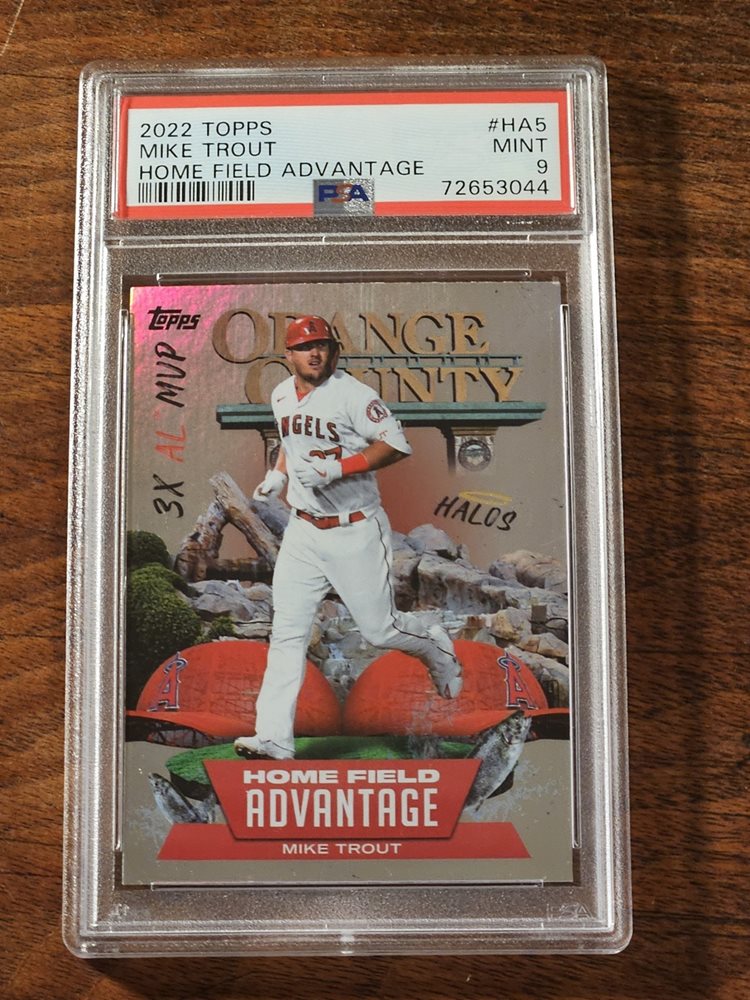 2022 TOPPS #HA5
MIKE TROUT MINT
HOME FIELD ADVANTAGE 9
PSA 72653044
topps
3X AL MVP
ORANGE
COUNTY
A
ANGELS
27
HALOS
A
A
HOME FIELD
ADVANTAGE
MIKE TROUT